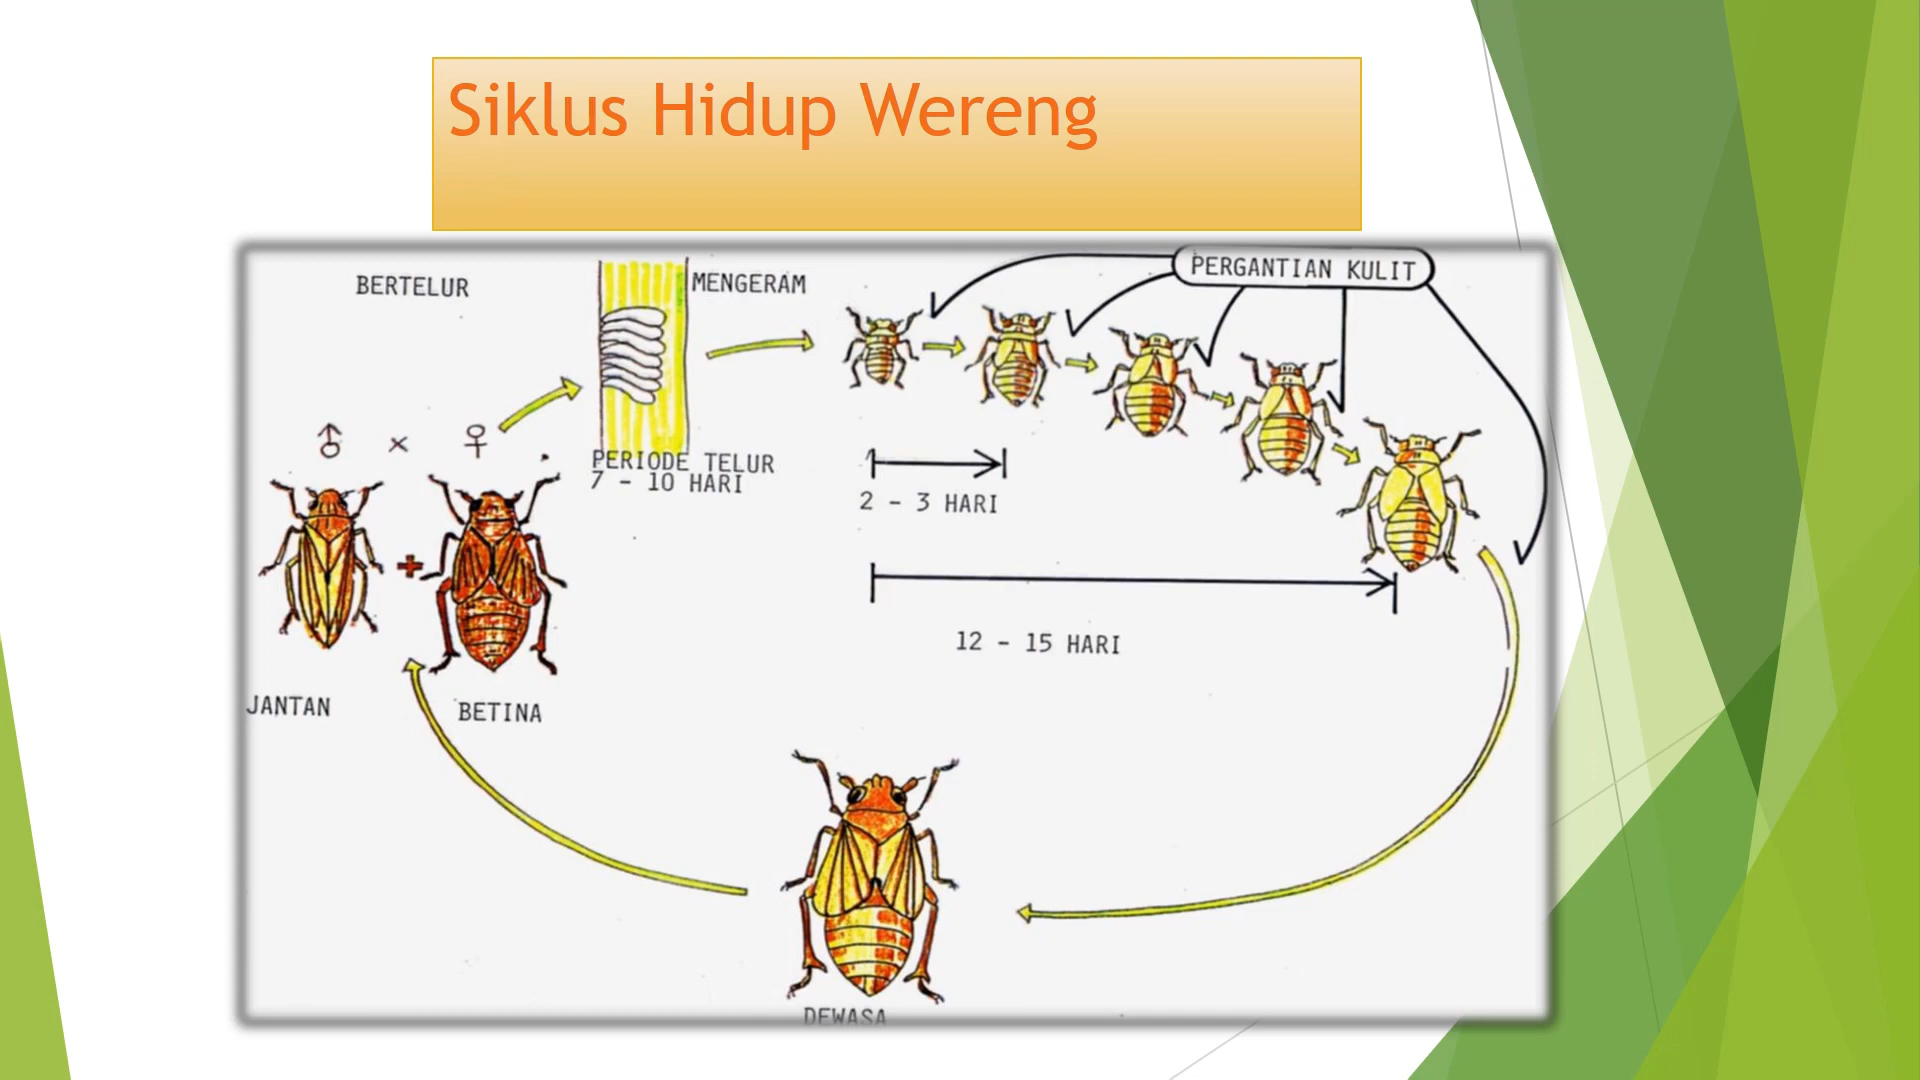 Siklus Hidup Wereng
BERTELUR
MENGERAM
PERGANTIAN KULIT
♂ x ♀
PERIODE TELUR
7 - 10 HARI
2 - 3 HARI
+
12 - 15 HARI
JANTAN
BETINA
DEWASA